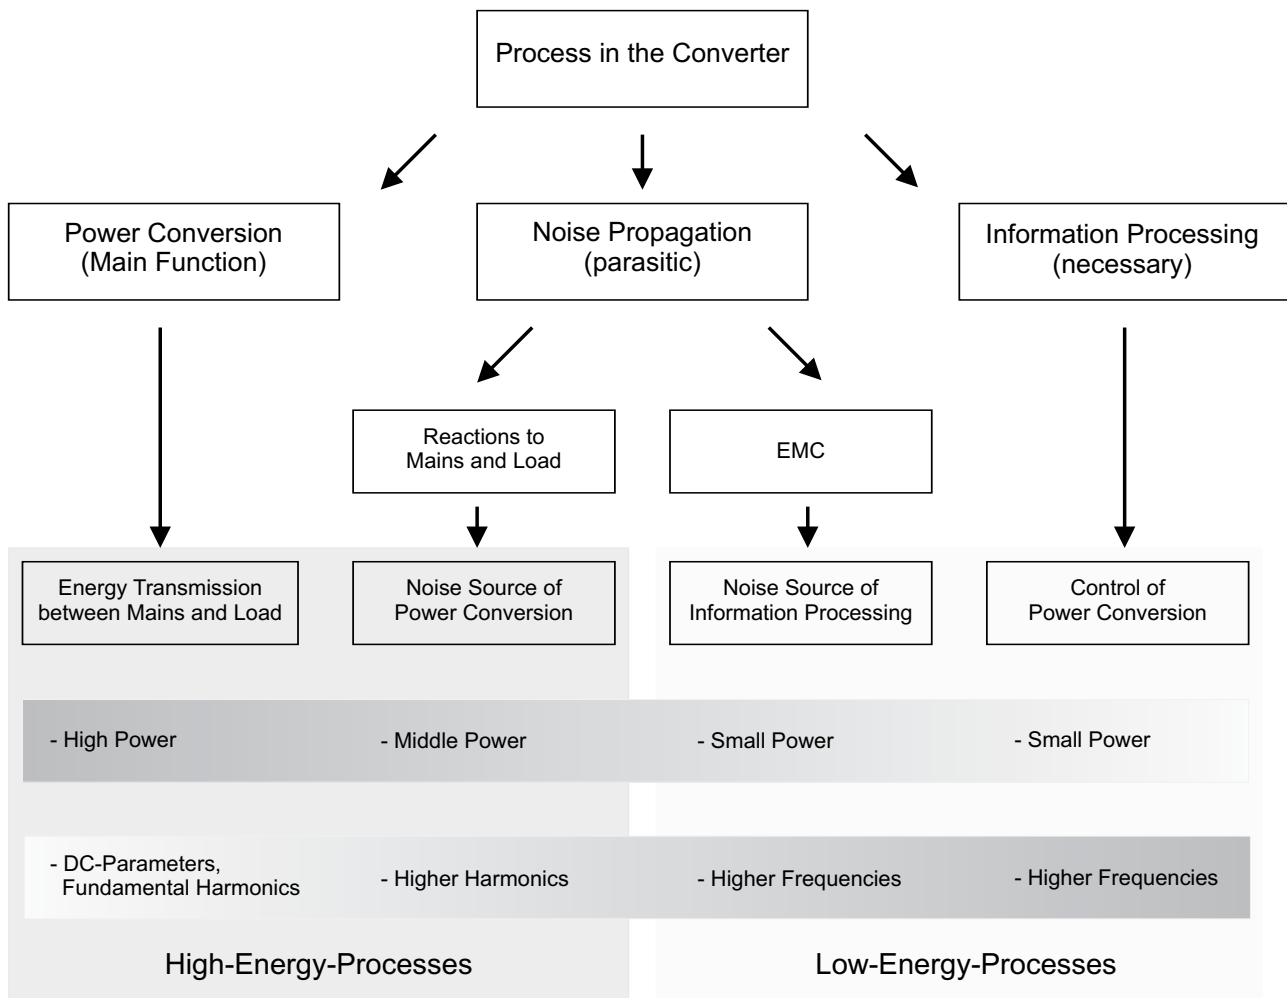 Process in the Converter
Power Conversion
(Main Function)
Noise Propagation
(parasitic)
Information Processing
(necessary)
Reactions to
Mains and Load
EMC
Energy Transmission
between Mains and Load
Noise Source of
Power Conversion
Noise Source of
Information Processing
Control of
Power Conversion
- High Power
- Middle Power
- Small Power
- Small Power
- DC-Parameters,
Fundamental Harmonics
- Higher Harmonics
- Higher Frequencies
- Higher Frequencies
High-Energy-Processes
Low-Energy-Processes